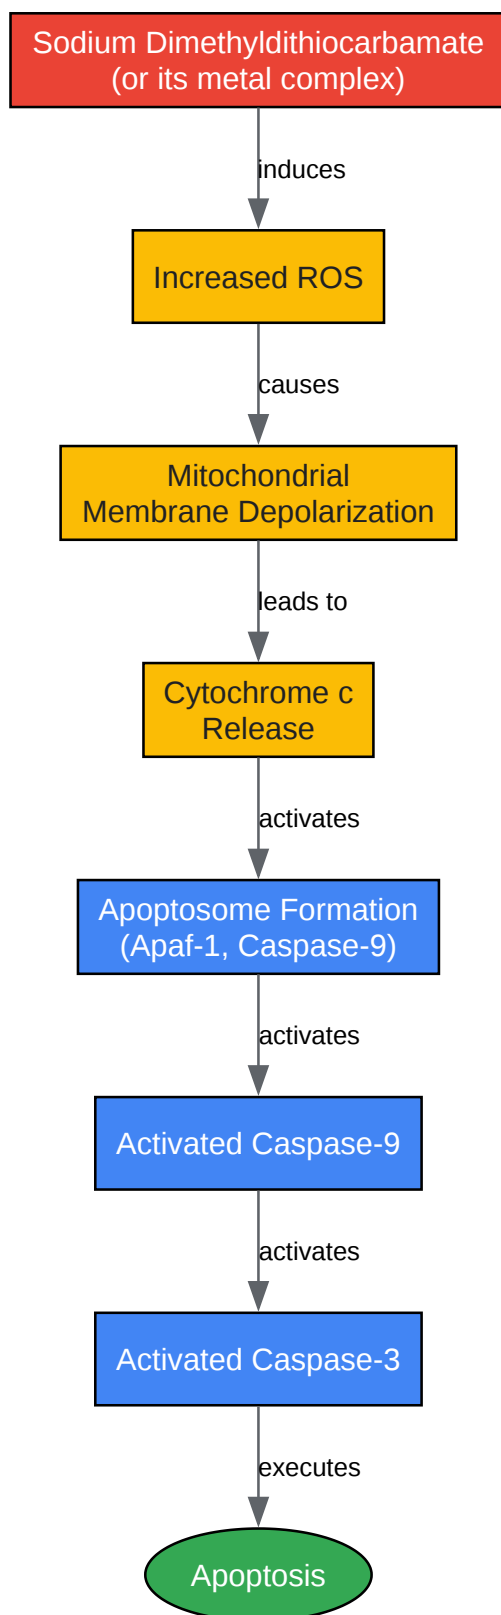 Sodium Dimethyldithiocarbamate
(or its metal complex)
induces
Increased ROS
causes
Mitochondrial
Membrane Depolarization
leads to
Cytochrome c
Release
activates
Apoptosome Formation
(Apaf-1, Caspase-9)
activates
Activated Caspase-9
activates
Activated Caspase-3
executes
Apoptosis